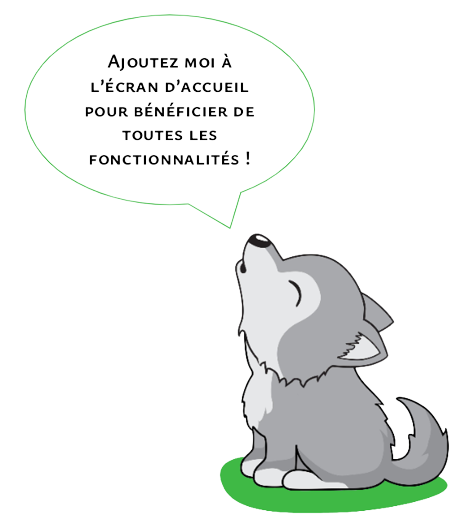 Ajoutez moi à
l'écran d'accueil
pour bénéficier de
toutes les
fonctionnalités !